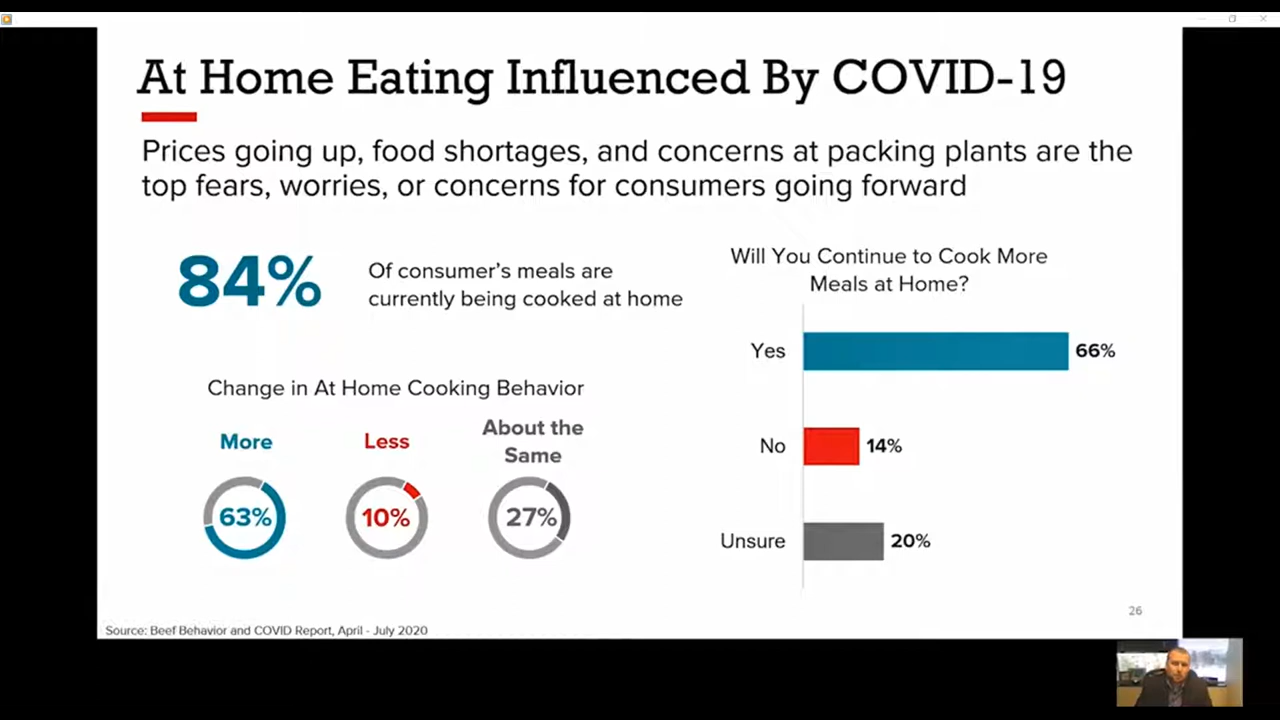 At Home Eating Influenced By COVID-19
Prices going up, food shortages, and concerns at packing plants are the
top fears, worries, or concerns for consumers going forward
84%
Of consumer's meals are
currently being cooked at home
Change in At Home Cooking Behavior
More
Less
About the
Same
63%
10%
27%
Will You Continue to Cook More
Meals at Home?
Yes
66%
No
14%
Unsure
20%
26
Source: Beef Behavior and COVID Report, April - July 2020